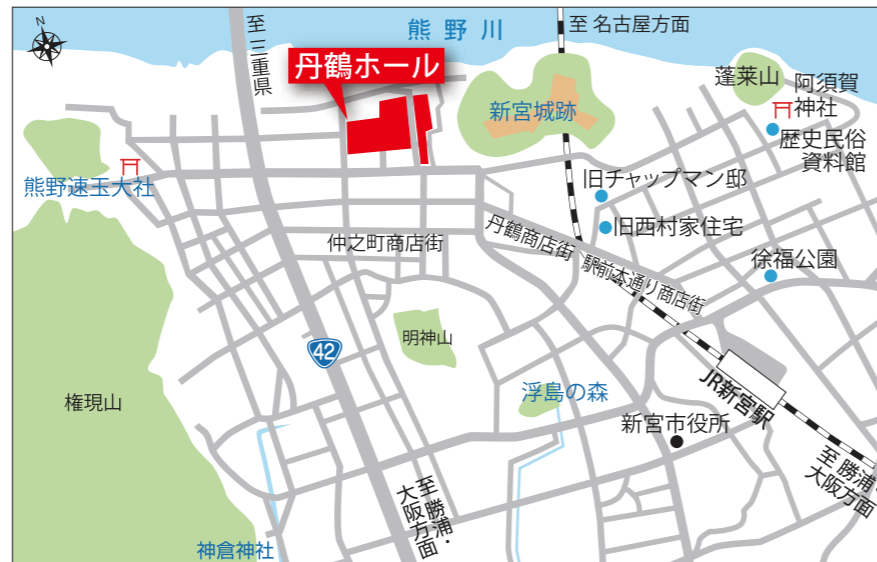 熊野川
至 三重県
至 名古屋方面
丹鶴ホール
新宮城跡
蓬莱山
阿須賀
神社
歴史民俗
資料館
熊野速玉大社
旧チャップマン邸
旧西村家住宅
仲之町商店街
丹鶴商店街
駅前本通り商店街
徐福公園
42
明神山
権現山
浮島の森
JR新宮駅
新宮市役所
至 勝浦・
大阪方面
至 勝浦・
大阪方面
神倉神社